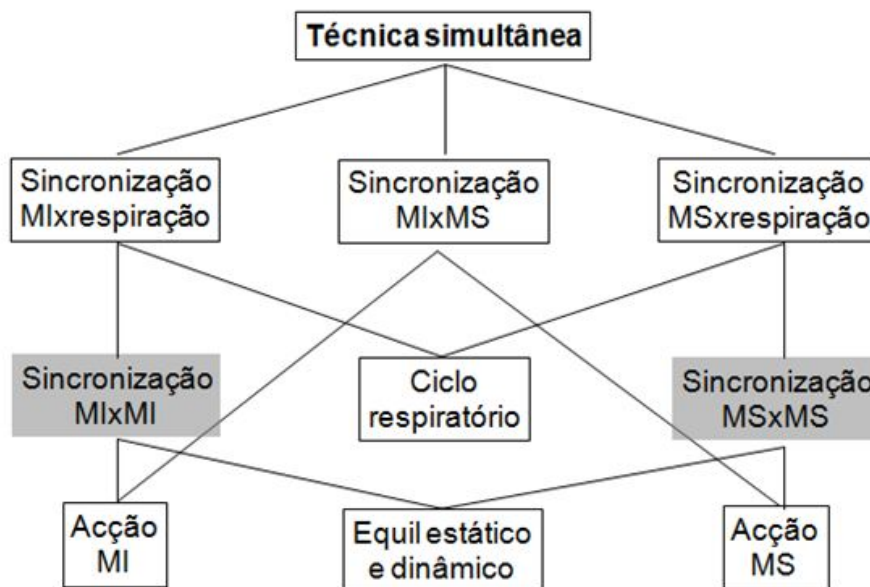 Técnica simultânea
Sincronização
MIxrespiração
Sincronização
MIxMS
Sincronização
MSxrespiração
Sincronização
MIxMI
Ciclo
respiratório
Sincronização
MSxMS
Acção
MI
Equil estático
e dinâmico
Acção
MS